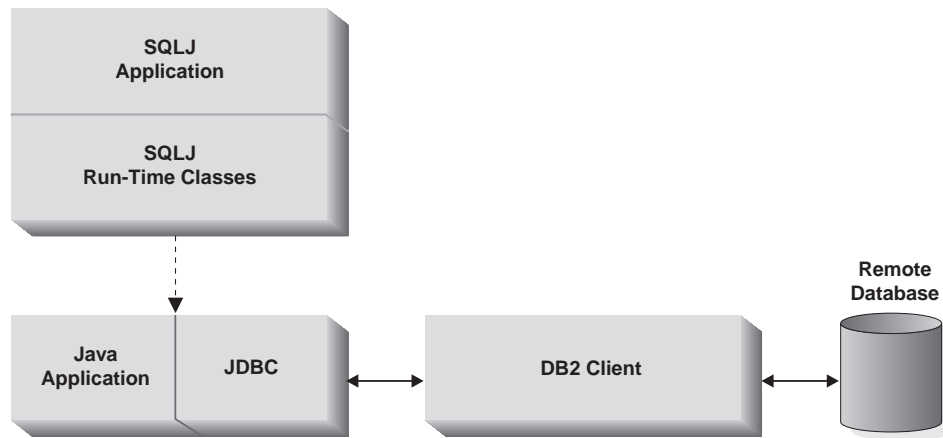 SQLJ
Application
SQLJ
Run-Time Classes
Remote
Database
Java
Application
JDBC
DB2 Client